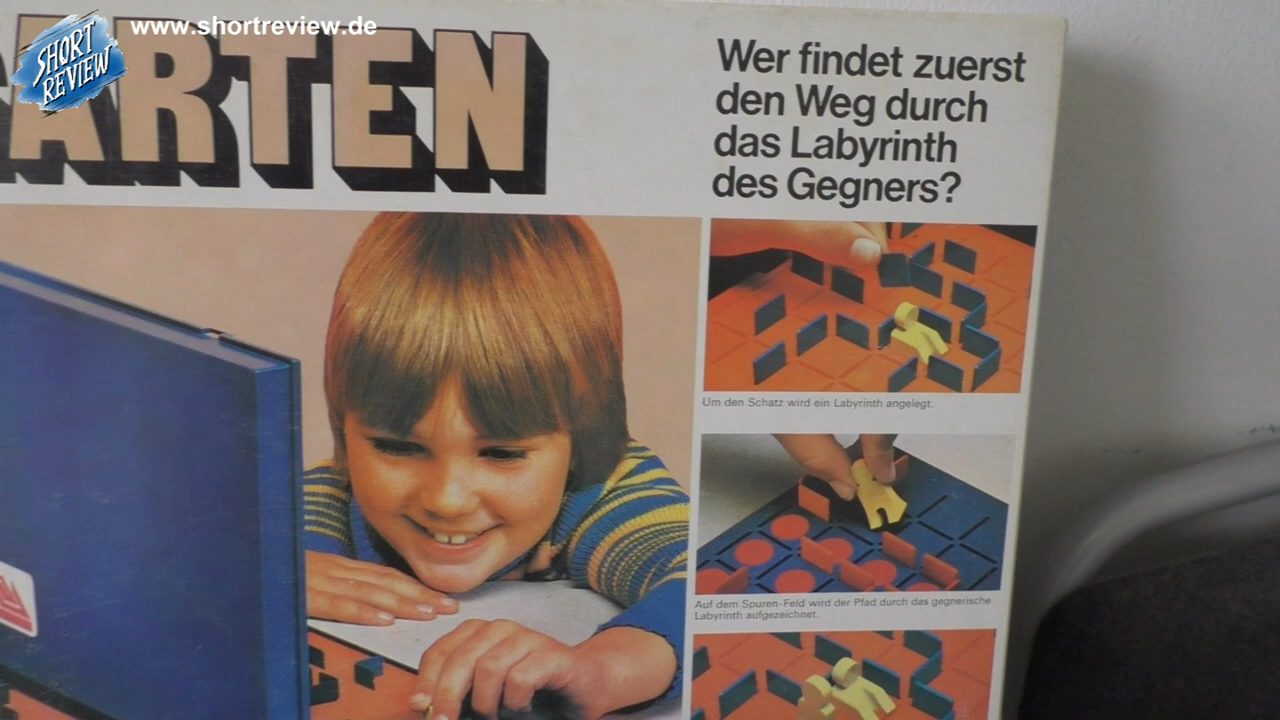 www.shortreview.de
SHORT
REVIEW
ARTEN
Wer findet zuerst
den Weg durch
das Labyrinth
des Gegners?
Um den Schatz wird ein Labyrinth angelegt.
Auf dem Spuren-Feld wird der Pfad durch das gegnerische
Labyrinth aufgezeichnet.